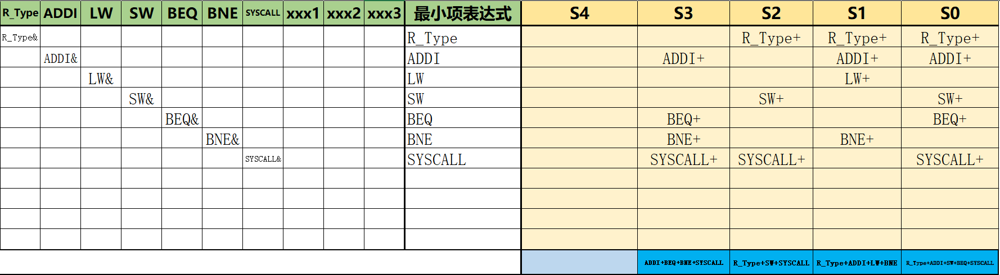 R_Type ADDI LW SW BEQ BNE SYSCALL xxx1 xxx2 xxx3 最小项表达式 S4 S3 S2 S1 S0
R_Type& R_Type R_Type+ R_Type+ R_Type+
ADDI& ADDI ADDI+ ADDI+ ADDI+
LW& LW LW+
SW& SW SW+ SW+
BEQ& BEQ BEQ+ BEQ+
BNE& BNE BNE+ BNE+
SYSCALL& SYSCALL SYSCALL+ SYSCALL+ SYSCALL+
ADDI+BEQ+BNE+SYSCALL R_Type+SW+SYSCALL R_Type+ADDI+LW+BNE R_Type+ADDI+SW+BEQ+SYSCALL